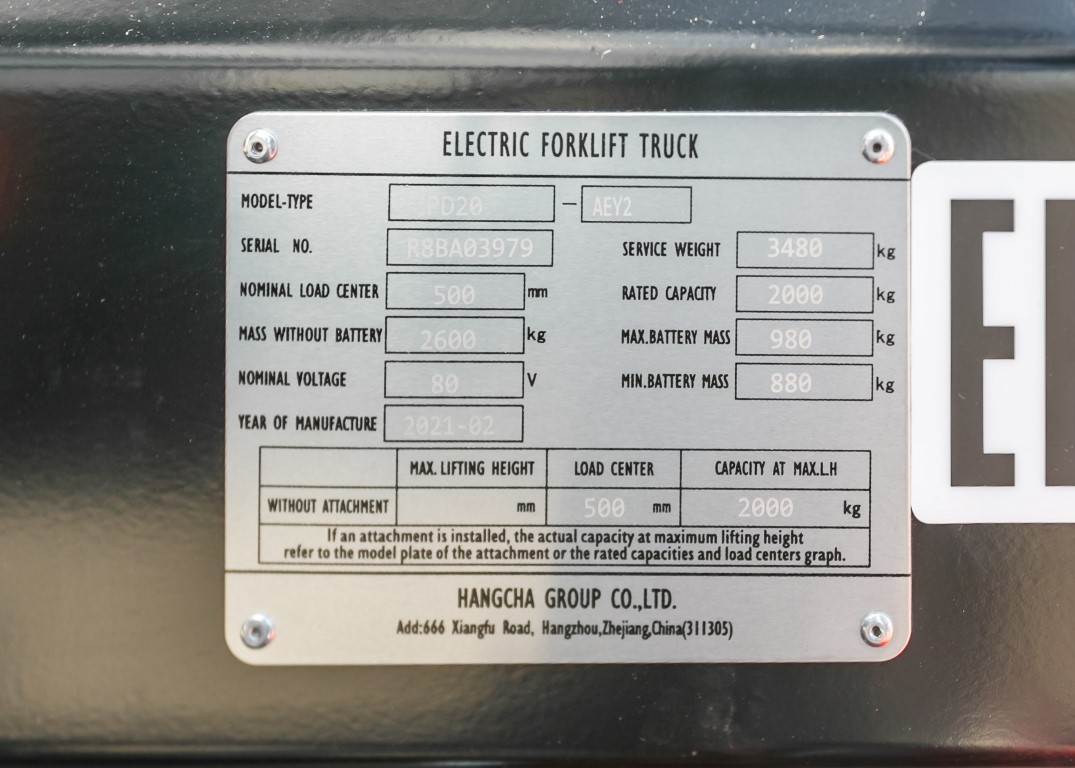 ELECTRIC FORKLIFT TRUCK
MODEL-TYPE PD20 — AEY2
SERIAL NO. R8BA03979 SERVICE WEIGHT 3480 kg
NOMINAL LOAD CENTER 500 mm RATED CAPACITY 2000 kg
MASS WITHOUT BATTERY 2600 kg MAX.BATTERY MASS 980 kg
NOMINAL VOLTAGE 80 V MIN.BATTERY MASS 880 kg
YEAR OF MANUFACTURE 2021-02
MAX. LIFTING HEIGHT LOAD CENTER CAPACITY AT MAX.L.H
WITHOUT ATTACHMENT mm 500 mm 2000 kg
If an attachment is installed, the actual capacity at maximum lifting height
refer to the model plate of the attachment or the rated capacities and load centers graph.
HANGCHA GROUP CO.,LTD.
Add:666 Xiangfu Road, Hangzhou,Zhejiang,China(311305)
E